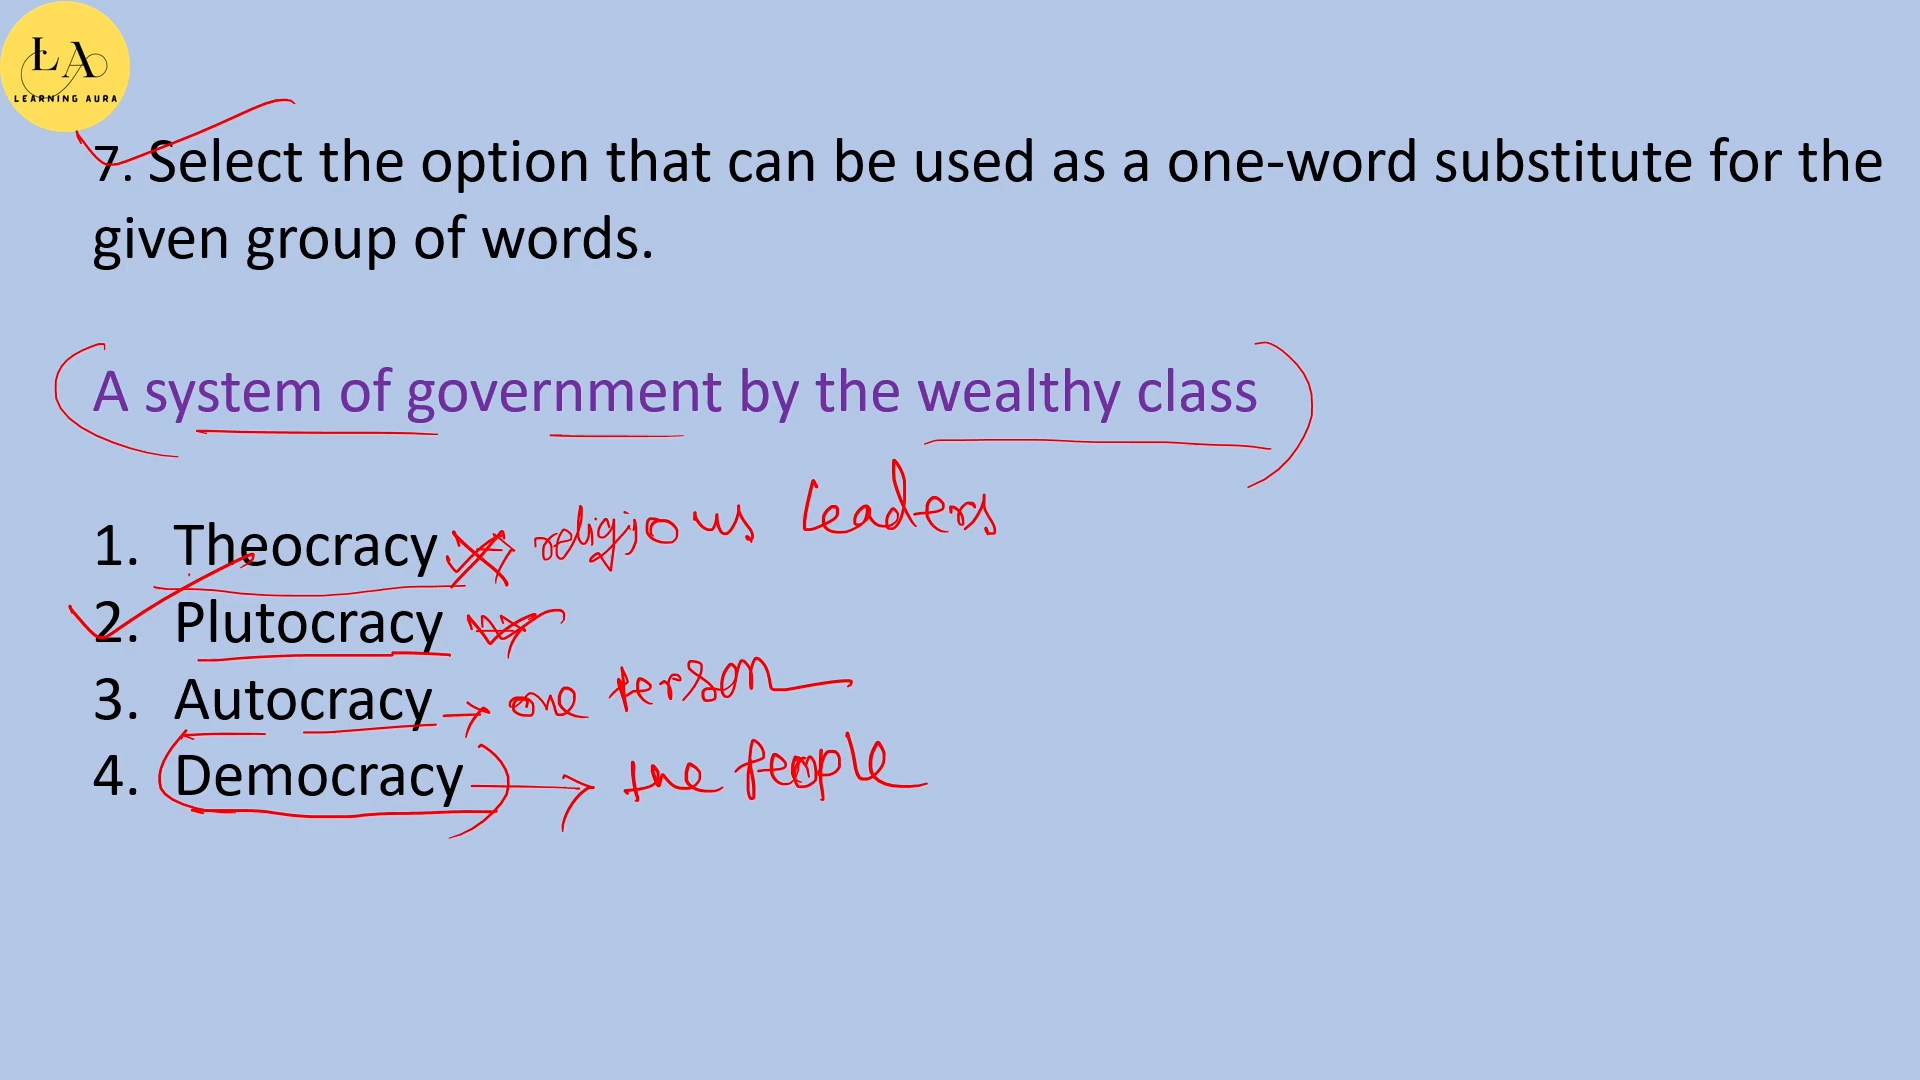 LA
LEARNING AURA
7. Select the option that can be used as a one-word substitute for the
given group of words.
A system of government by the wealthy class
1. Theocracy religious leaders
2. Plutocracy
3. Autocracy → one person
4. Democracy → the people